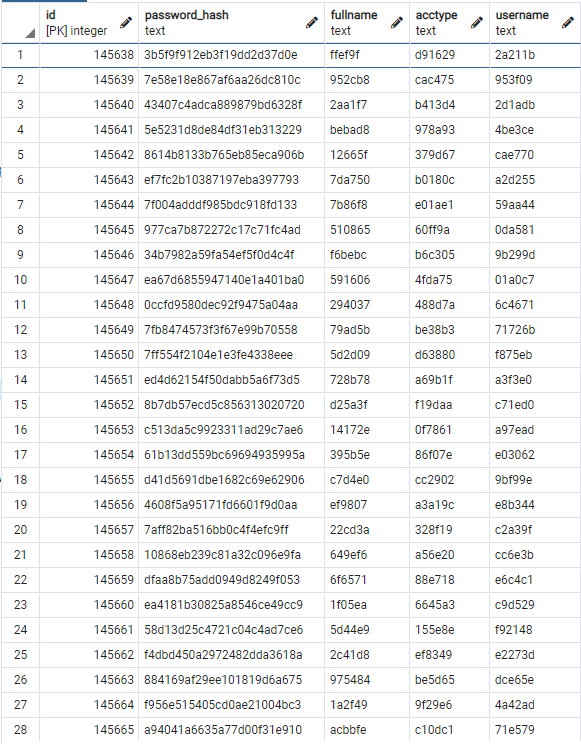 id password_hash fullname acctype username
[PK] integer text text text text
1 145638 3b5f9f912eb3f19dd2d37d0e ffef9f d91629 2a211b
2 145639 7e58e18e867af6aa26dc810c 952cb8 cac475 953f09
3 145640 43407c4adca889879bd6328f 2aa1f7 b413d4 2d1adb
4 145641 5e5231d8de84df31eb313229 bebad8 978a93 4be3ce
5 145642 8614b8133b765eb85eca906b 12665f 379d67 cae770
6 145643 ef7fc2b10387197eba397793 7da750 b0180c a2d255
7 145644 7f004adddf985bdc918fd133 7b86f8 e01ae1 59aa44
8 145645 977ca7b872272c17c71fc4ad 510865 60ff9a 0da581
9 145646 34b7982a59fa54ef5f0d4c4f f6bebc b6c305 9b299d
10 145647 ea67d6855947140e1a401ba0 591606 4fda75 01a0c7
11 145648 0ccfd9580dec92f9475a04aa 294037 488d7a 6c4671
12 145649 7fb8474573f3f67e99b70558 79ad5b be38b3 71726b
13 145650 7ff554f2104e1e3fe4338eee 5d2d09 d63880 f875eb
14 145651 ed4d62154f50dabb5a6f73d5 728b78 a69b1f a3f3e0
15 145652 8b7db57ecd5c856313020720 d25a3f f19daa c71ed0
16 145653 c513da5c9923311ad29c7ae6 14172e 0f7861 a97ead
17 145654 61b13dd559bc69694935995a 395b5e 86f07e e03062
18 145655 d41d5691dbe1682c69e62906 c7d4e0 cc2902 9bf99e
19 145656 4608f5a95171fd6601f9d0aa ef9807 a3a19c e8b344
20 145657 7aff82ba516bb0c4f4efc9ff 22cd3a 328f19 c2a39f
21 145658 10868eb239c81a32c096e9fa 649ef6 a56e20 cc6e3b
22 145659 dfaa8b75add0949d8249f053 6f6571 88e718 e6c4c1
23 145660 ea4181b30825a8546ce49cc9 1f05ea 6645a3 c9d529
24 145661 58d13d25c4721c04c4ad7ce6 5d44e9 155e8e f92148
25 145662 f4dbd450a2972482dda3618a 2c41d8 ef8349 e2273d
26 145663 884169af29ee101819d6a675 975484 be5d65 dce65e
27 145664 f956e515405cd0ae21004bc3 1a2f49 9f29e6 4a42ad
28 145665 a94041a6635a77d00f31e910 acbbfe c10dc1 71e579